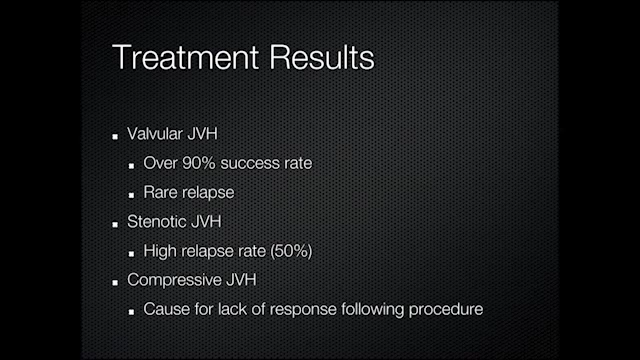 Treatment Results
Valvular JVH
Over 90% success rate
Rare relapse
Stenotic JVH
High relapse rate (50%)
Compressive JVH
Cause for lack of response following procedure